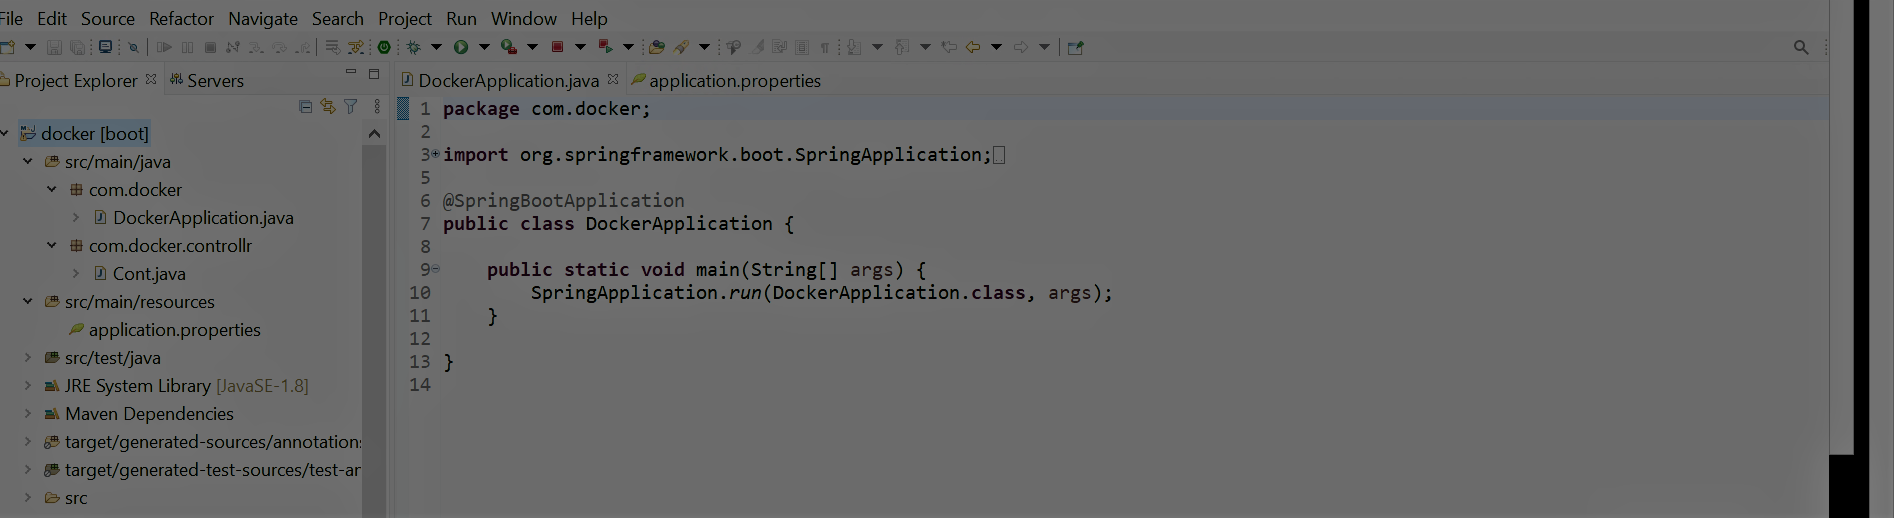 File Edit Source Refactor Navigate Search Project Run Window Help
Project Explorer Servers
DockerApplication.java application.properties
docker [boot]
src/main/java
com.docker
DockerApplication.java
com.docker.controllr
Cont.java
src/main/resources
application.properties
src/test/java
JRE System Library [JavaSE-1.8]
Maven Dependencies
target/generated-sources/annotations
target/generated-test-sources/test-ar
src
1 package com.docker;
2
3 import org.springframework.boot.SpringApplication;
5
6 @SpringBootApplication
7 public class DockerApplication {
8
9 public static void main(String[] args) {
10 SpringApplication.run(DockerApplication.class, args);
11 }
12
13 }
14